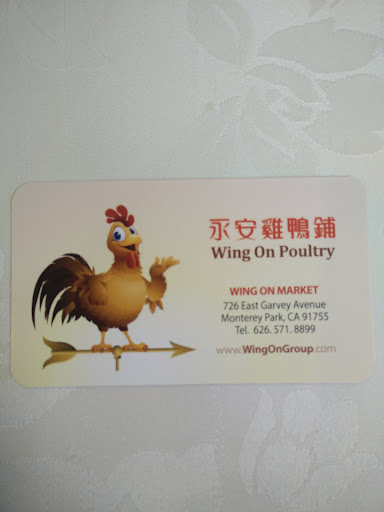 永安雞鴨鋪
Wing On Poultry
WING ON MARKET
726 East Garvey Avenue
Monterey Park, CA 91755
Tel. 626. 571. 8899
www.WingOnGroup.com